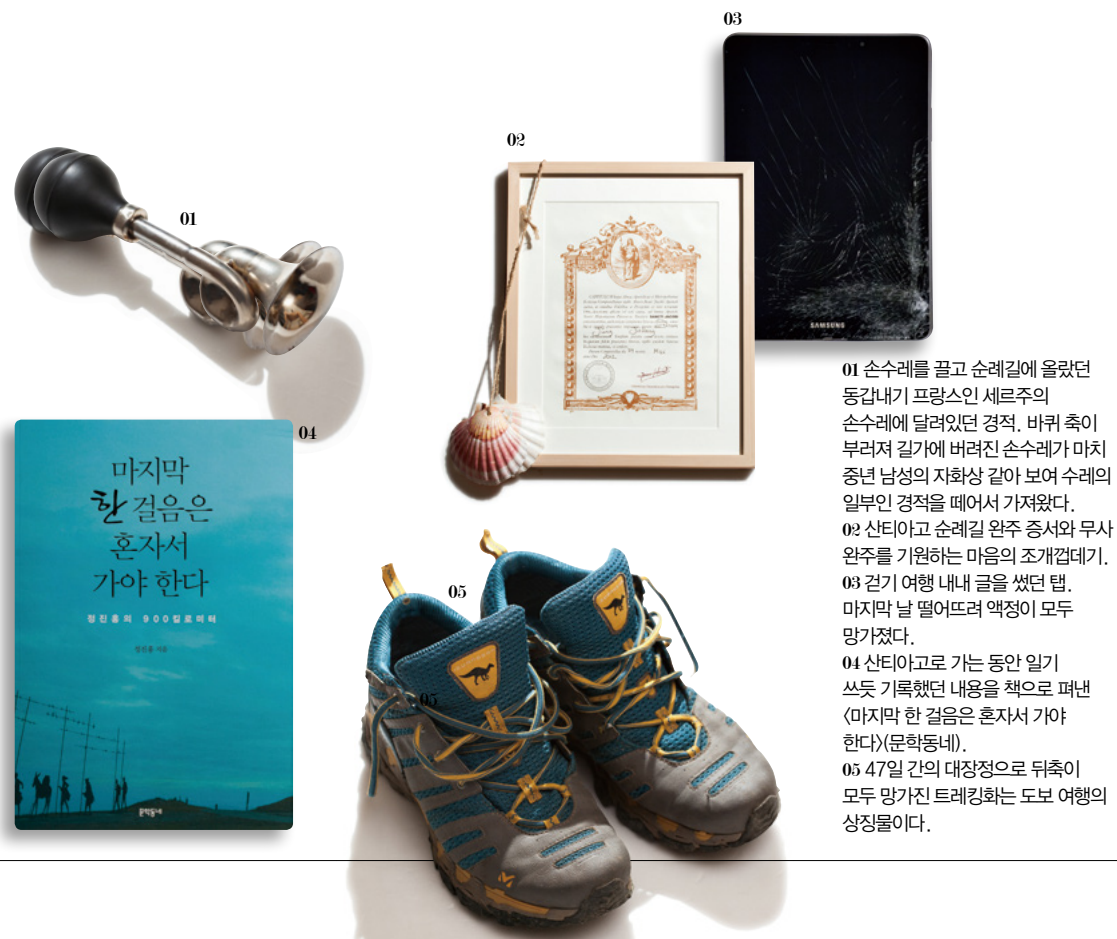 03
02
01
SAMSUNG
04
마지막
한 걸음은
혼자서
가야 한다
정진홍의 900킬로미터
정진홍 지음
문학동네
05
05
01 손수레를 끌고 순례길에 올랐던
동갑내기 프랑스인 세르주의
손수레에 달려있던 경적. 바퀴 축이
부러져 길가에 버려진 손수레가 마치
중년 남성의 자화상 같아 보여 수레의
일부인 경적을 떼어서 가져왔다.
02 산티아고 순례길 완주 증서와 무사
완주를 기원하는 마음의 조개껍데기.
03 걷기 여행 내내 글을 썼던 탭.
마지막 날 떨어뜨려 액정이 모두
망가졌다.
04 산티아고로 가는 동안 일기
쓰듯 기록했던 내용을 책으로 펴낸
〈마지막 한 걸음은 혼자서 가야
한다〉(문학동네).
05 47일 간의 대장정으로 뒤축이
모두 망가진 트레킹화는 도보 여행의
상징물이다.